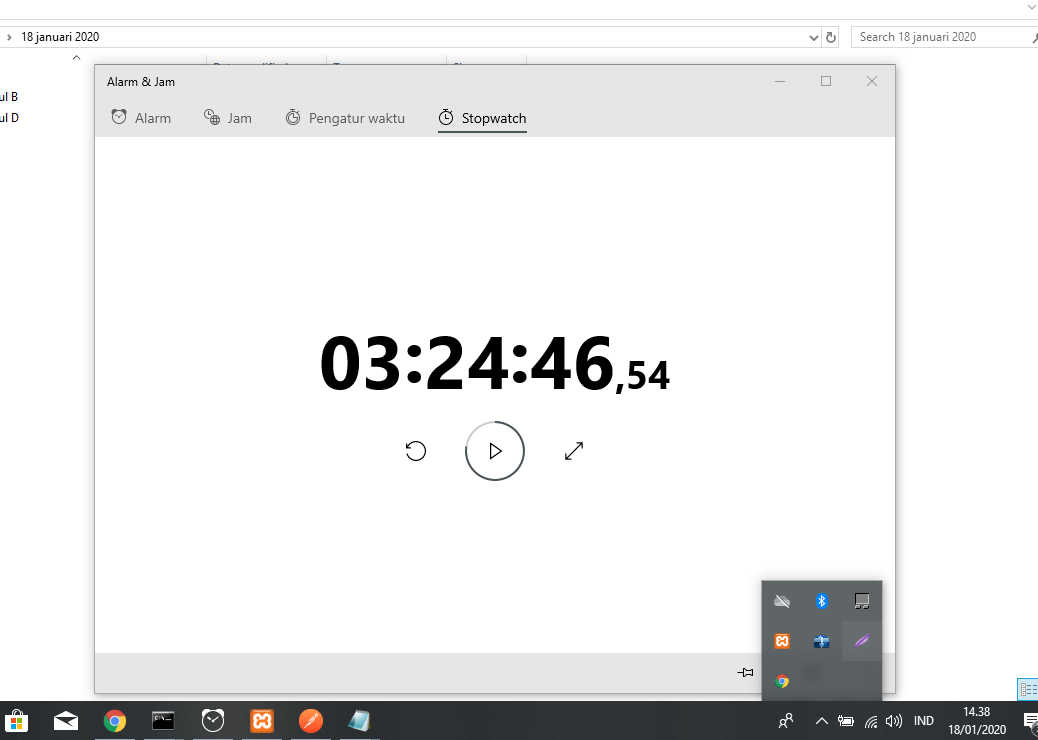 18 januari 2020
Search 18 januari 2020
ul B
ul D
Alarm & Jam
Alarm
Jam
Pengatur waktu
Stopwatch
03:24:46,54
IND
14.38
18/01/2020